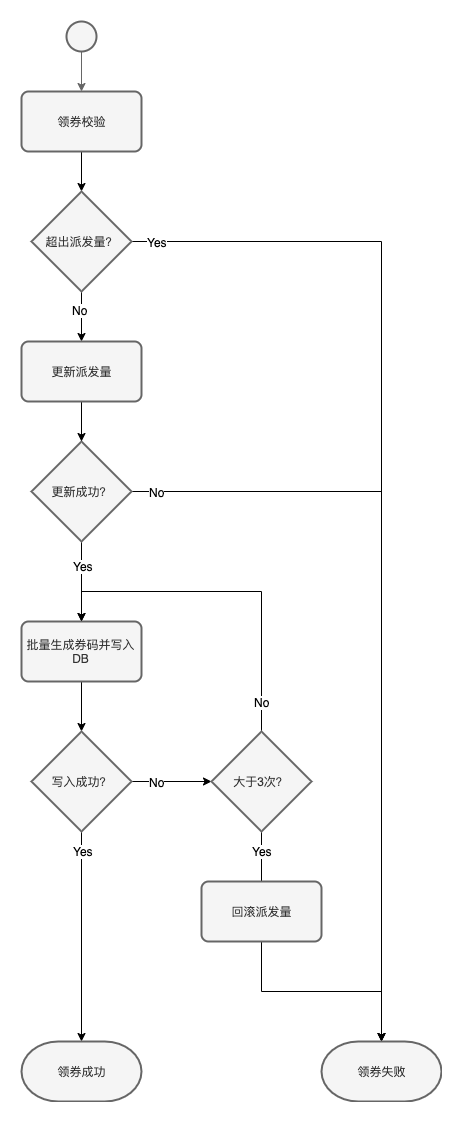 领券校验
超出派发量?
Yes
No
更新派发量
更新成功?
No
Yes
批量生成券码并写入
DB
No
写入成功?
No
大于3次?
Yes
Yes
回滚派发量
领券成功
领券失败